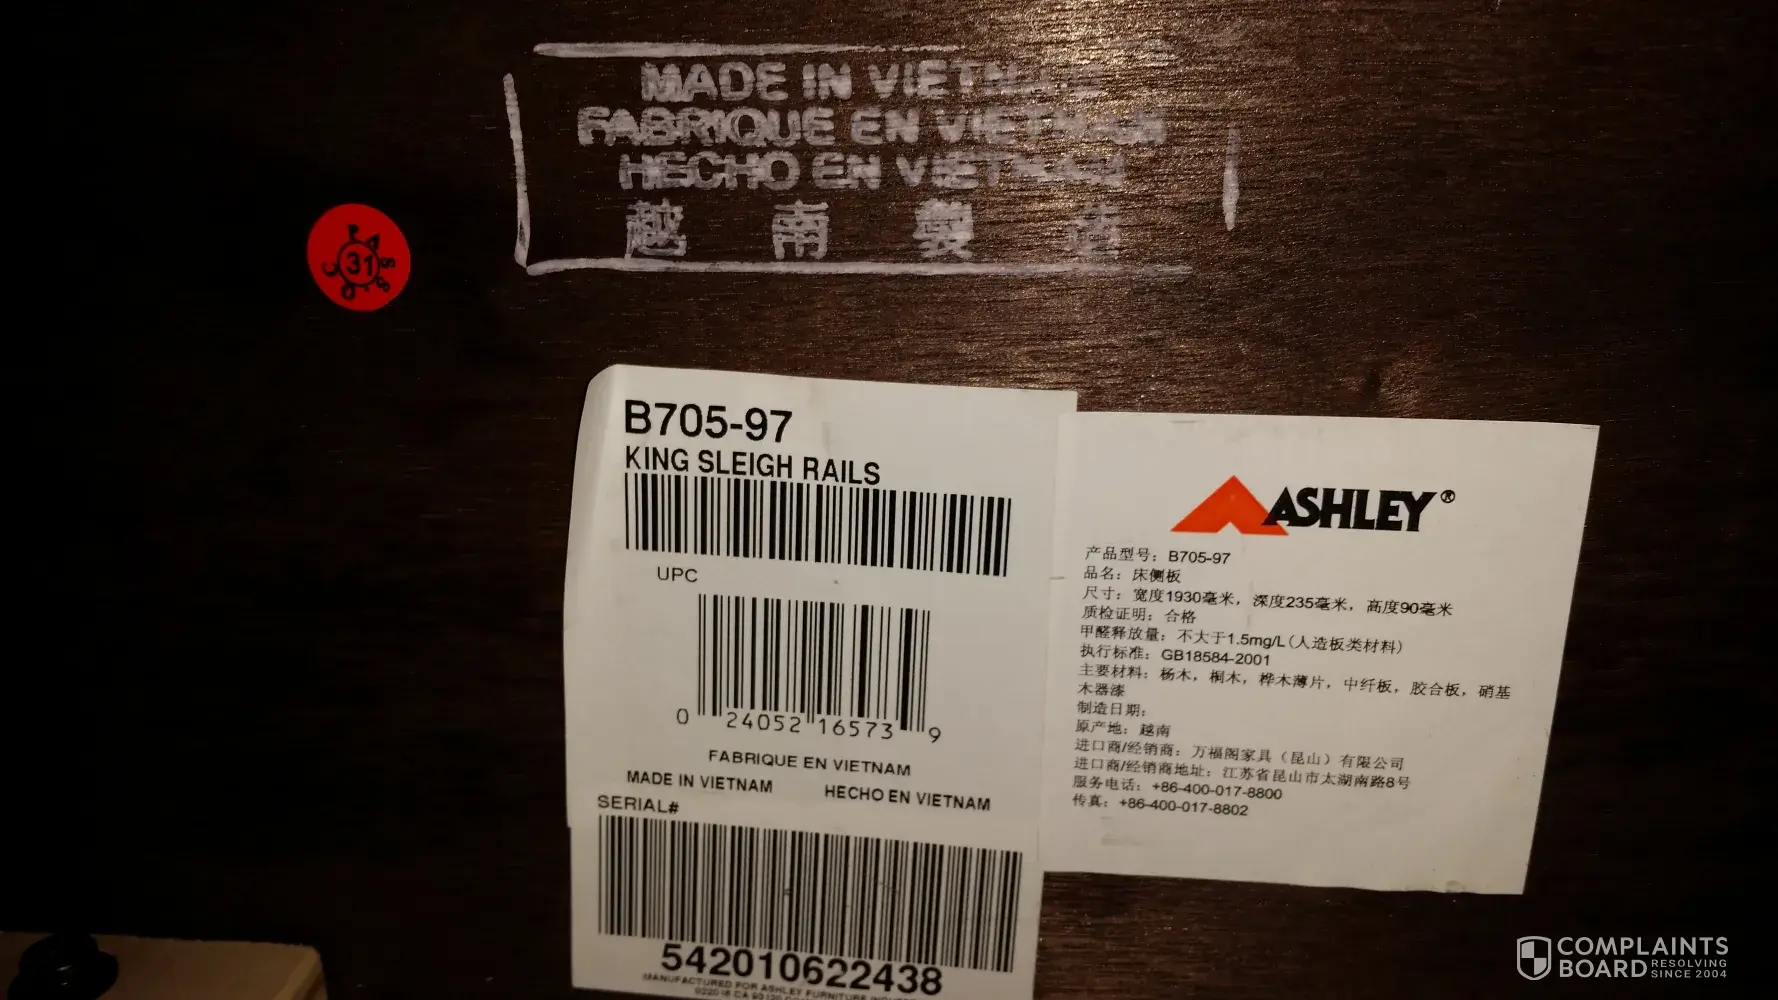 MADE IN VIETNAM
FABRIQUE EN VIETNAM
HECHO EN VIETNAM
越南製造
31
B705-97
KING SLEIGH RAILS
UPC
0 24052 16573 9
FABRIQUE EN VIETNAM
MADE IN VIETNAM HECHO EN VIETNAM
SERIAL#
542010622438
MANUFACTURED FOR ASHLEY FURNITURE
ASHLEY®
产品型号：B705-97
品名：床侧板
尺寸：宽度1930毫米，深度235毫米，高度90毫米
质检证明：合格
甲醛释放量：不大于1.5mg/L(人造板类材料)
执行标准：GB18584-2001
主要材料：杨木，桐木，桦木薄片，中纤板，胶合板，硝基
木器漆
制造日期：
原产地：越南
进口商/经销商：万福阁家具（昆山）有限公司
进口商/经销商地址：江苏省昆山市太湖南路8号
服务电话：+86-400-017-8800
传真：+86-400-017-8802
COMPLAINTS
BOARD RESOLVING
SINCE 2004